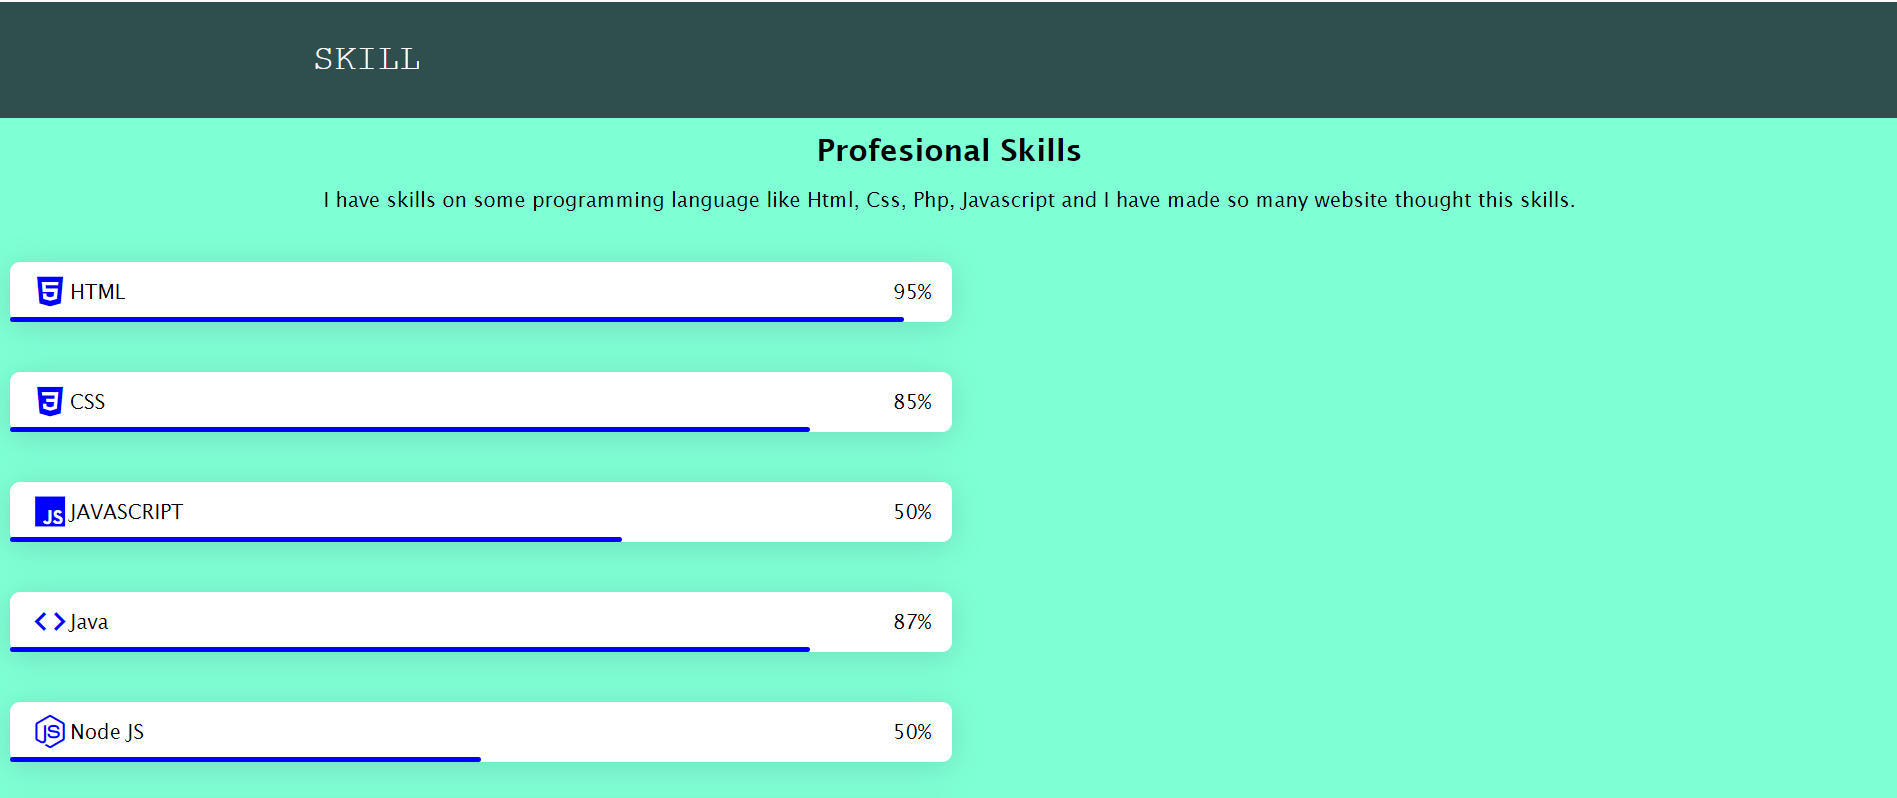 SKILL
Profesional Skills
I have skills on some programming language like Html, Css, Php, Javascript and I have made so many website thought this skills.
HTML 95%
CSS 85%
JS JAVASCRIPT 50%
Java 87%
JS Node JS 50%